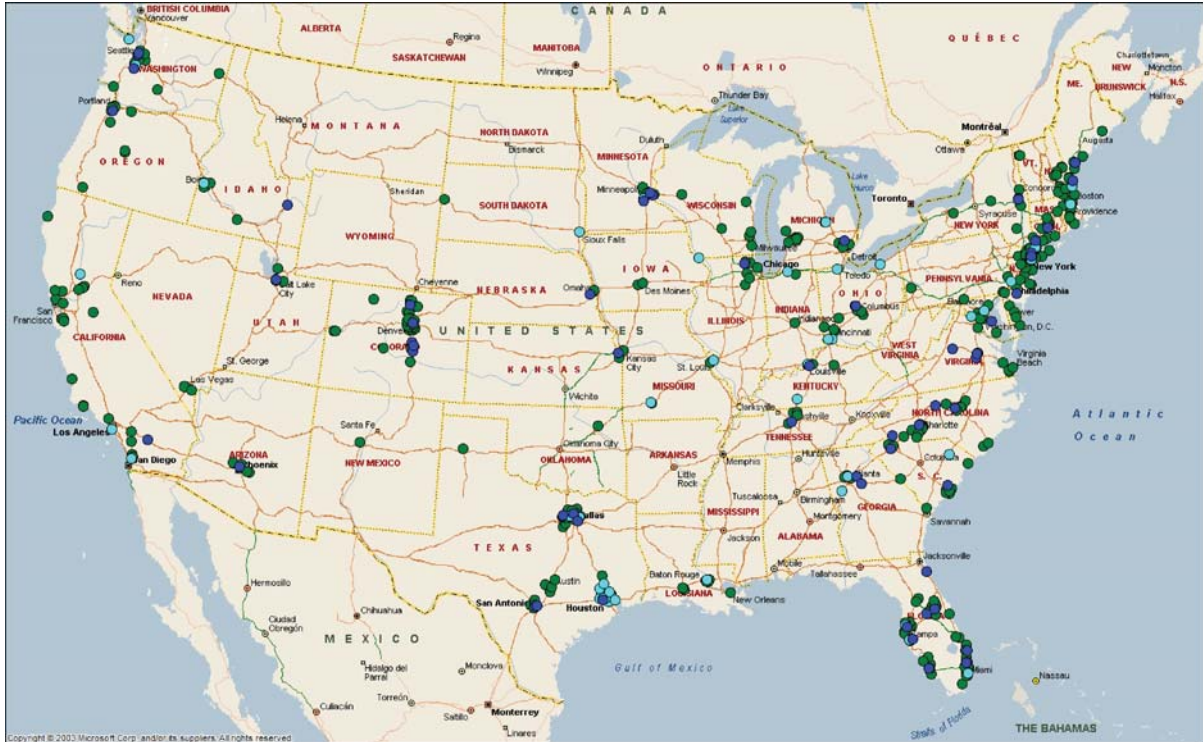 CANADA
BRITISH COLUMBIA
Vancouver
ALBERTA
Regina
SASKATCHEWAN
MANITOBA
Winnipeg
ONTARIO
QUÉBEC
Charlottetown
NEW
Moncton
BRUNSWICK
N.S.
Halifax
ME.
Thunder Bay
Lake
Superior
Seattle
WASHINGTON
Portland
Helena
MONTANA
NORTH DAKOTA
Bismarck
Duluth
MINNESOTA
Minneapol
Montréal
Ottawa
Augusta
VT.
Lake
Huron
Toronto
OREGON
IDAHO
Sheridan
SOUTH DAKOTA
WISCONSIN
MICHIGAN
Concord
Boston
MAS
Providence
Syracuse
NEW YORK
WYOMING
Sioux Falls
Milwaukee
Detroit
Chicago
Toledo
New York
PENNSYLVANIA
Philadelphia
Reno
Salt Lake
City
Cheyenne
NEBRASKA
IOWA
Omaha
Des Moines
San
Francisco
NEVADA
UTAH
Denver
UNITED STATES
ILLINOIS
INDIANA
OHIO
Columbus
Indianap
Cincinnati
Baltimore
WEST
VIRGINIA
CALIFORNIA
COLORA
St. George
Las Vegas
KANSAS
Kansas
City
Wichita
MISSOURI
St. Louis
Louisville
KENTUCKY
VIRGINIA
Virginia
Beach
Pacific Ocean
Los Angeles
San Diego
ARIZONA
Phoenix
Santa Fe
NEW MEXICO
Oklahoma City
OKLAHOMA
ARKANSAS
Little
Rock
Clarksville
Nashville
Knoxville
TENNESSEE
Memphis
Huntsville
NORTH CAROLINA
Charlotte
Columbia
S. C.
Atlantic
Ocean
Dallas
TEXAS
MISSISSIPPI
Jackson
Tuscaloosa
Birmingham
ALABAMA
Montgomery
GEORGIA
Savannah
Austin
San Antonio
Houston
Baton Rouge
LOUISIANA
New Orleans
Mobile
Tallahassee
Jacksonville
Tampa
Miami
Hermosillo
Chihuahua
Ciudad
Obregón
MEXICO
Hidalgo del
Parral
Monclova
Torreón
Culiacán
Saltillo
Monterrey
Linares
Gulf of Mexico
Straits of Florida
Nassau
THE BAHAMAS
Copyright © 2003 Microsoft Corp. and/or its suppliers. All rights reserved.